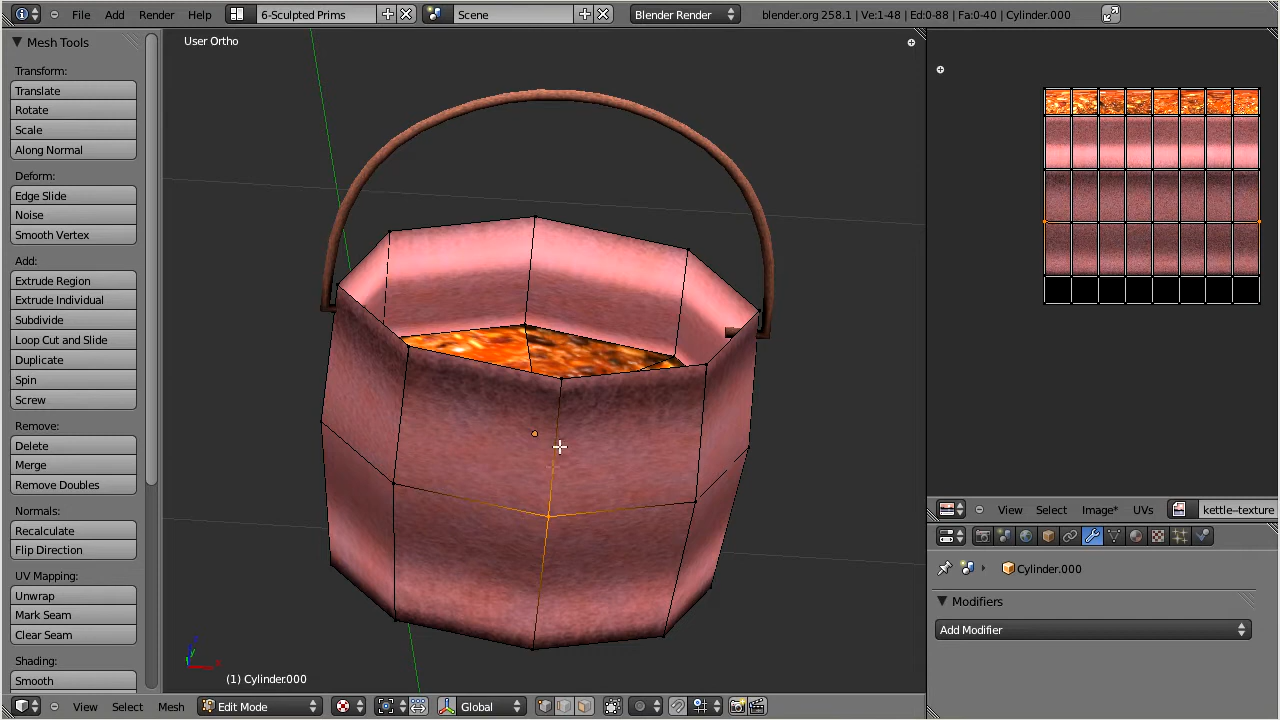 File Add Render Help 6-Sculpted Prims Scene Blender Render blender.org 258.1 | Ve:1-48 | Ed:0-88 | Fa:0-40 | Cylinder.000
Mesh Tools
Transform:
Translate
Rotate
Scale
Along Normal
Deform:
Edge Slide
Noise
Smooth Vertex
Add:
Extrude Region
Extrude Individual
Subdivide
Loop Cut and Slide
Duplicate
Spin
Screw
Remove:
Delete
Merge
Remove Doubles
Normals:
Recalculate
Flip Direction
UV Mapping:
Unwrap
Mark Seam
Clear Seam
Shading:
Smooth
User Ortho
(1) Cylinder.000
View Select Mesh Edit Mode Global
View Select Image* UVs kettle-texture
Cylinder.000
Modifiers
Add Modifier